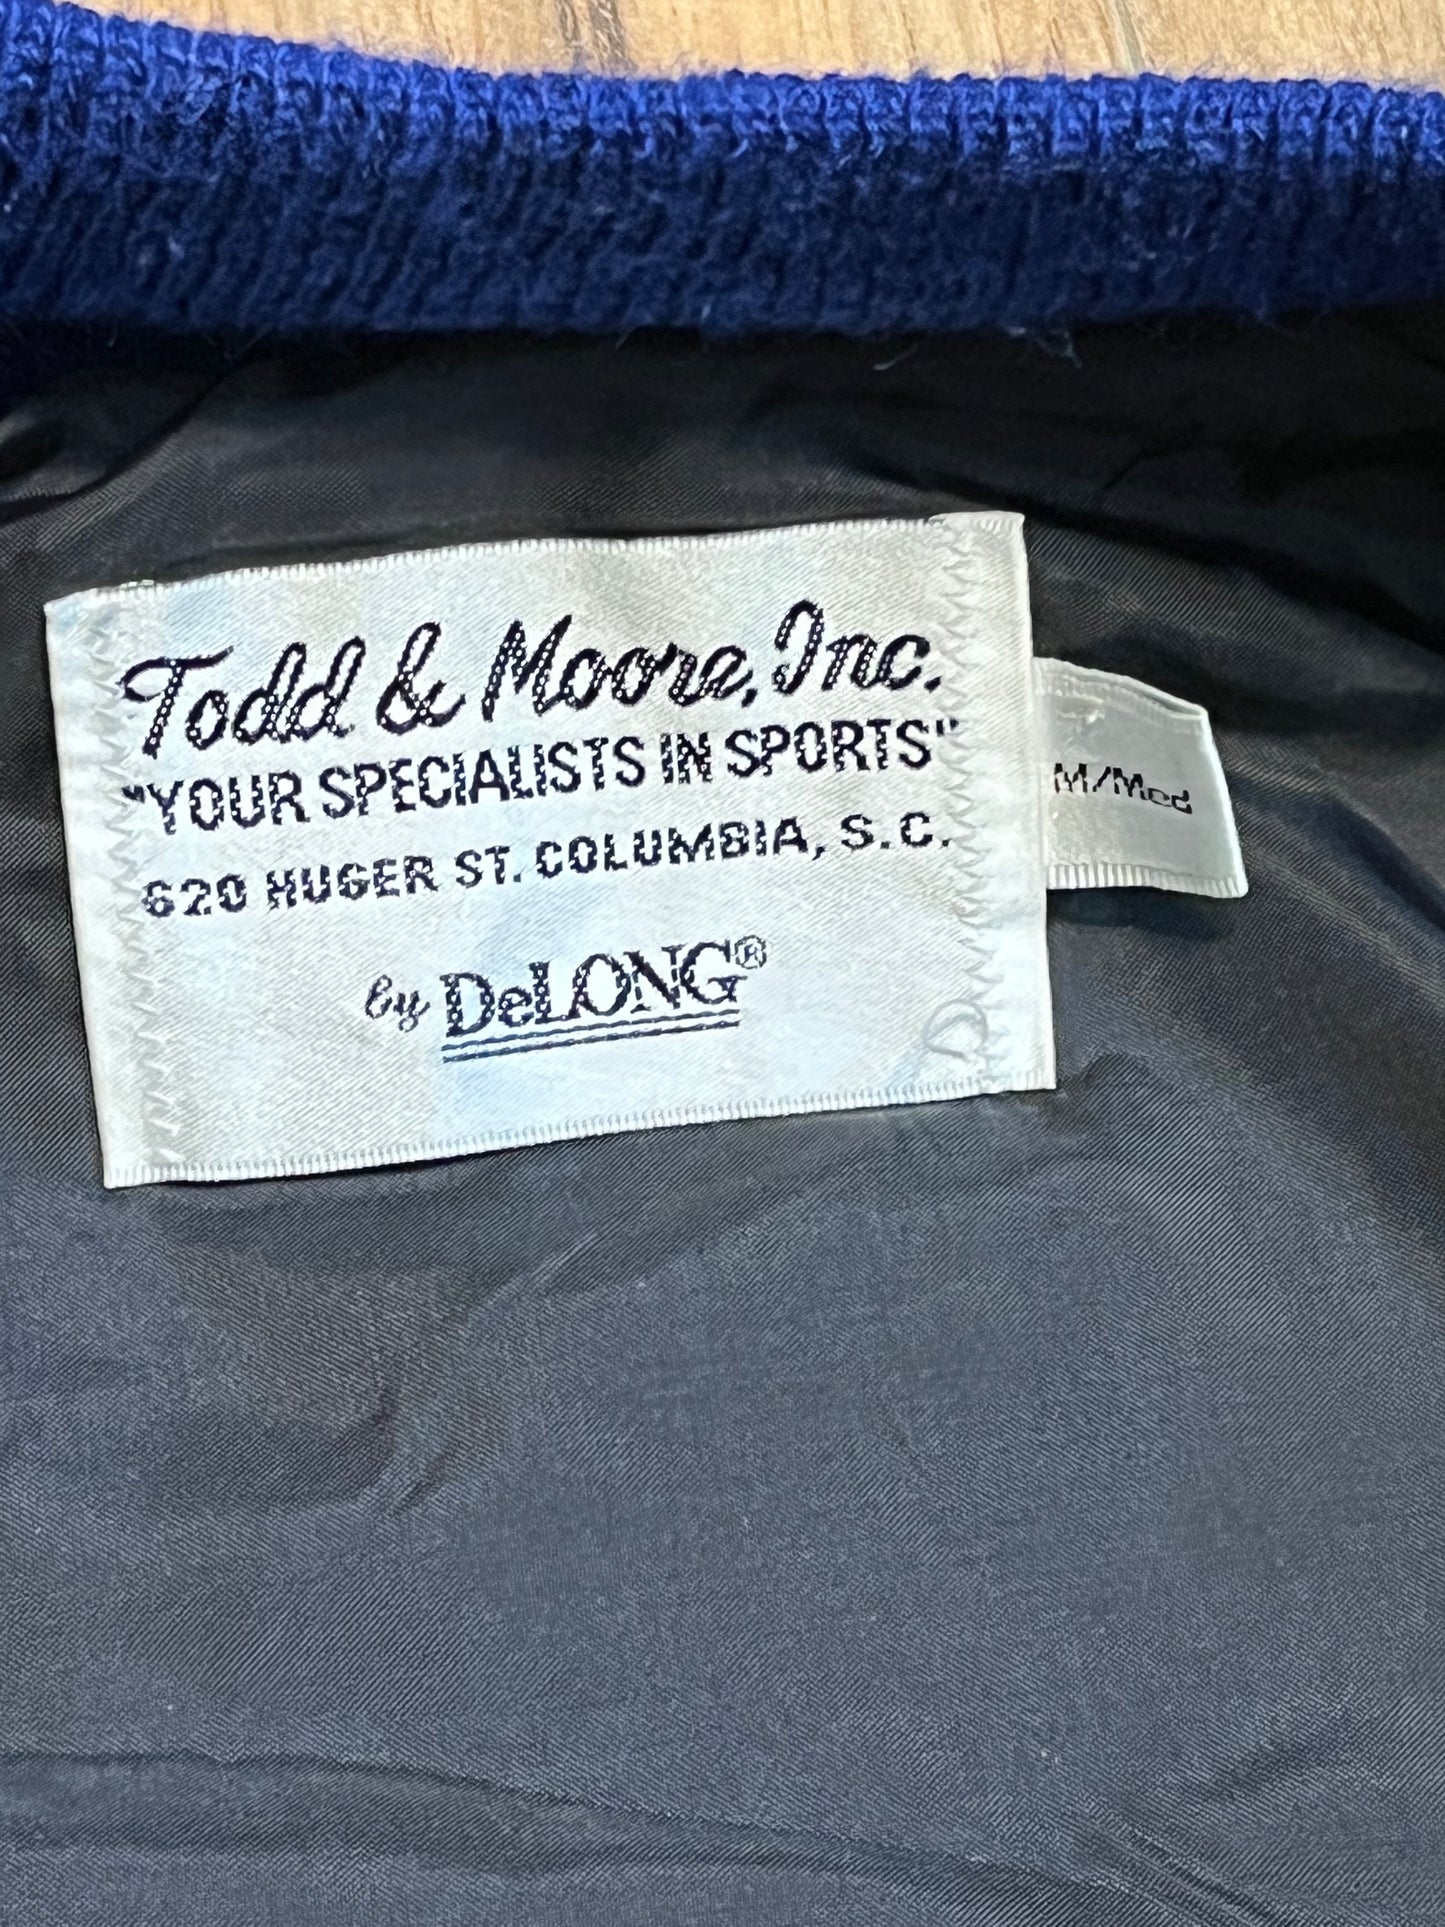 Todd & Moore, Inc.
"YOUR SPECIALISTS IN SPORTS"
620 HUGER ST. COLUMBIA, S.C.
by DeLONG®
M/Med